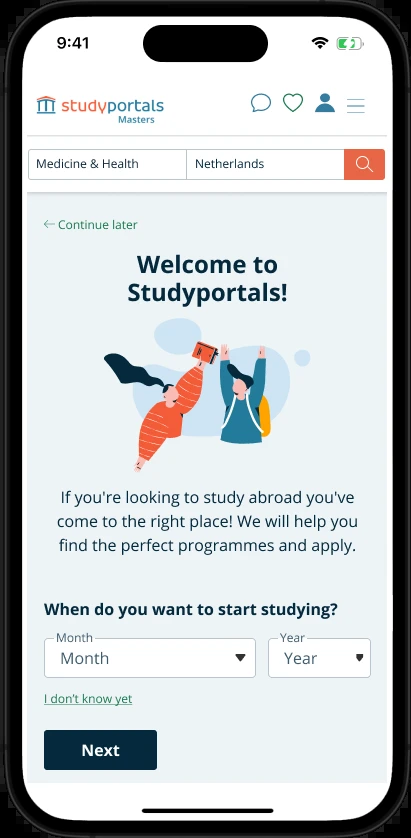 9:41
studyportals
Masters
Medicine & Health Netherlands
← Continue later
Welcome to
Studyportals!
If you're looking to study abroad you've
come to the right place! We will help you
find the perfect programmes and apply.
When do you want to start studying?
Month Year
Month Year
I don't know yet
Next